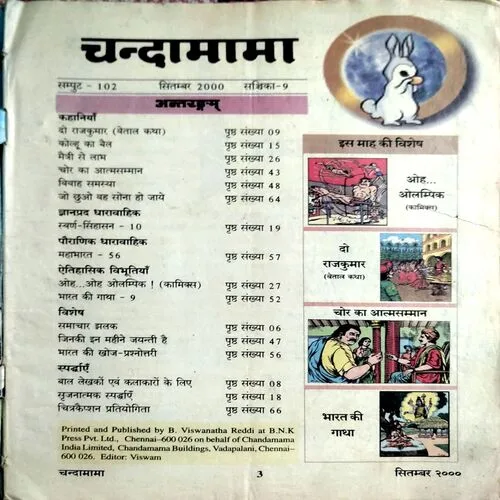 चन्दामामा
सम्पुट - 102 सितम्बर 2000 सञ्चिका-9
अन्तरङ्गम्
कहानियाँ
दो राजकुमार (बेताल कथा) पृष्ठ संख्या 09
कोल्हू का बैल पृष्ठ संख्या 15
मैत्री से लाभ पृष्ठ संख्या 26
चोर का आत्मसम्मान पृष्ठ संख्या 43
विवाह समस्या पृष्ठ संख्या 48
जो छुओ वह सोना हो जाये पृष्ठ संख्या 64
ज्ञानप्रद धारावाहिक
स्वर्ण-सिंहासन - 10 पृष्ठ संख्या 19
पौराणिक धारावाहिक
महाभारत - 56 पृष्ठ संख्या 57
ऐतिहासिक विभूतियाँ
ओह...ओह ओलम्पिक ! (कामिक्स) पृष्ठ संख्या 27
भारत की गाथा - 9 पृष्ठ संख्या 52
विशेष
समाचार झलक पृष्ठ संख्या 06
जिनकी इन महीने जयन्ती है पृष्ठ संख्या 47
भारत की खोज-प्रश्नोत्तरी पृष्ठ संख्या 56
स्पर्द्धाएँ
बाल लेखकों एवं कलाकारों के लिए पृष्ठ संख्या 08
सृजनात्मक स्पर्द्धाएँ पृष्ठ संख्या 18
चित्रकैप्शन प्रतियोगिता पृष्ठ संख्या 66
Printed and Published by B. Viswanatha Reddi at B.N.K
Press Pvt. Ltd., Chennai-600 026 on behalf of Chandamama
India Limited, Chandamama Buildings, Vadapalani, Chennai-
600 026. Editor: Viswam
इस माह की विशेष
ओह...
ओलम्पिक
(कामिक्स)
दो
राजकुमार
(बेताल कथा)
चोर का आत्मसम्मान
भारत की
गाथा
चन्दामामा 3 सितम्बर २०००